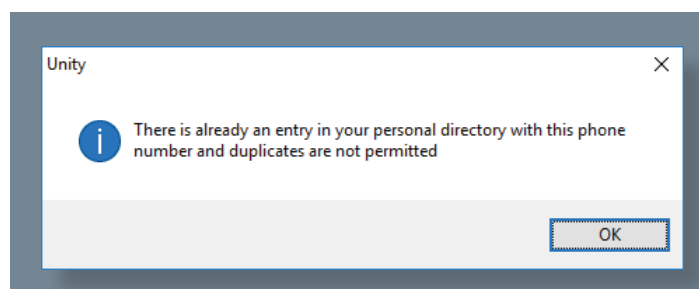 Unity
There is already an entry in your personal directory with this phone
number and duplicates are not permitted
OK